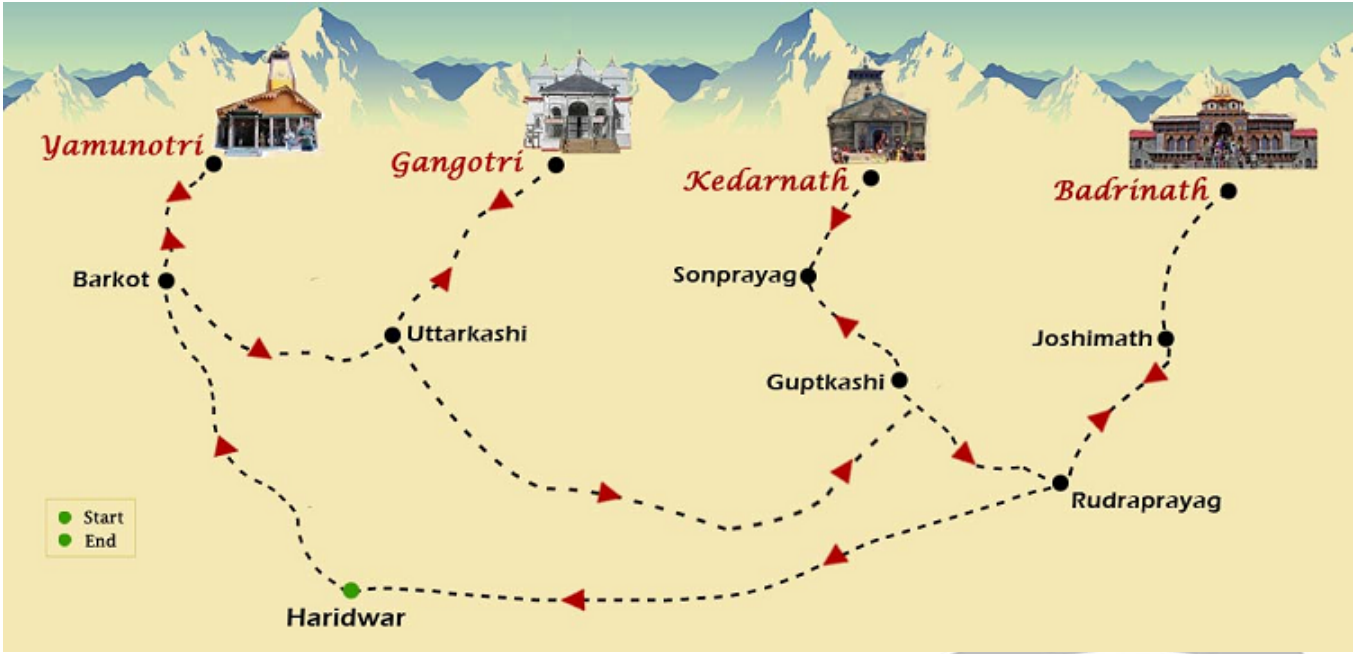 Yamunotri
Gangotri
Kedarnath
Badrinath
Barkot
Sonprayag
Uttarkashi
Joshimath
Guptkashi
Rudraprayag
Start
End
Haridwar